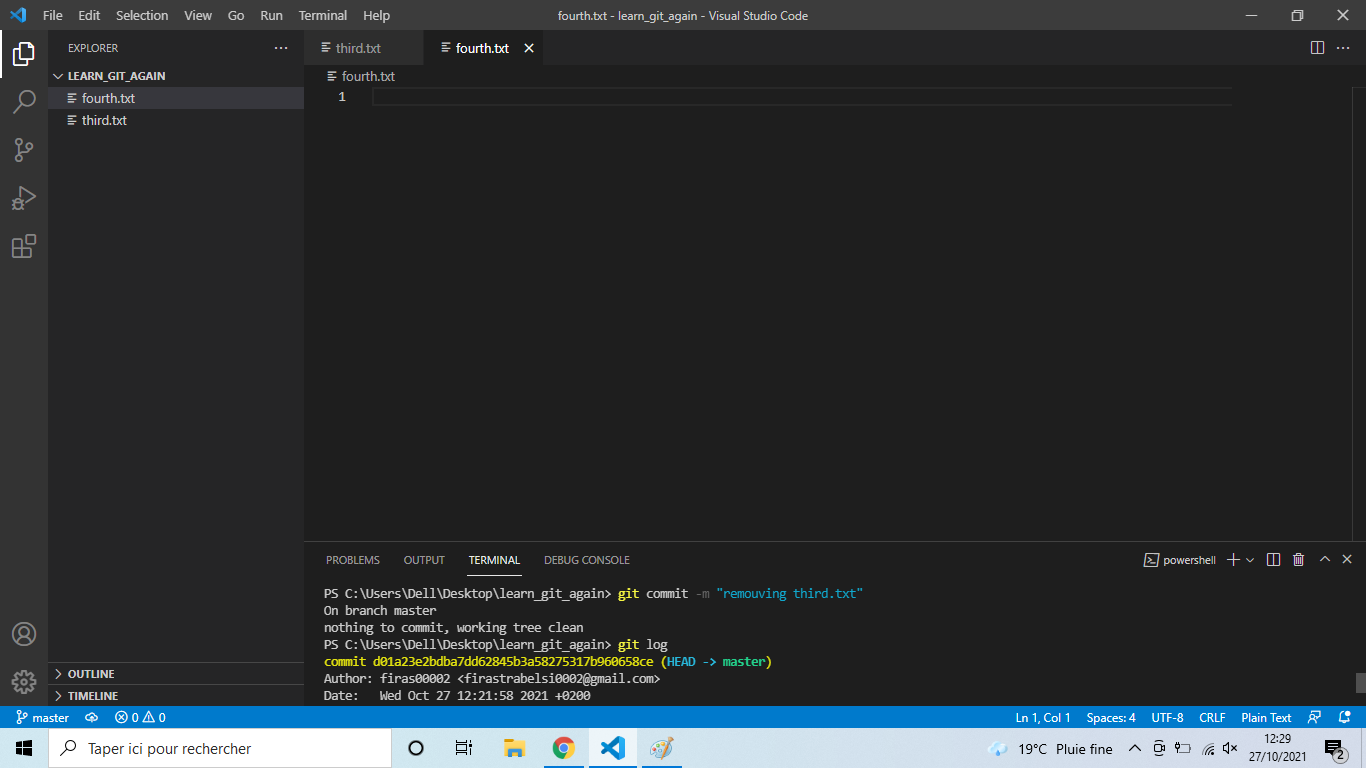 File Edit Selection View Go Run Terminal Help
fourth.txt - learn_git_again - Visual Studio Code
EXPLORER
LEARN_GIT_AGAIN
fourth.txt
third.txt
OUTLINE
TIMELINE
third.txt fourth.txt
fourth.txt
1
PROBLEMS OUTPUT TERMINAL DEBUG CONSOLE
powershell
PS C:\Users\Dell\Desktop\learn_git_again> git commit -m "remouving third.txt"
On branch master
nothing to commit, working tree clean
PS C:\Users\Dell\Desktop\learn_git_again> git log
commit d01a23e2bdba7dd62845b3a58275317b960658ce (HEAD -> master)
Author: firas00002 <firastrabelsi0002@gmail.com>
Date:   Wed Oct 27 12:21:58 2021 +0200
master 0 0
Ln 1, Col 1 Spaces: 4 UTF-8 CRLF Plain Text
Taper ici pour rechercher
19°C Pluie fine
12:29
27/10/2021
2